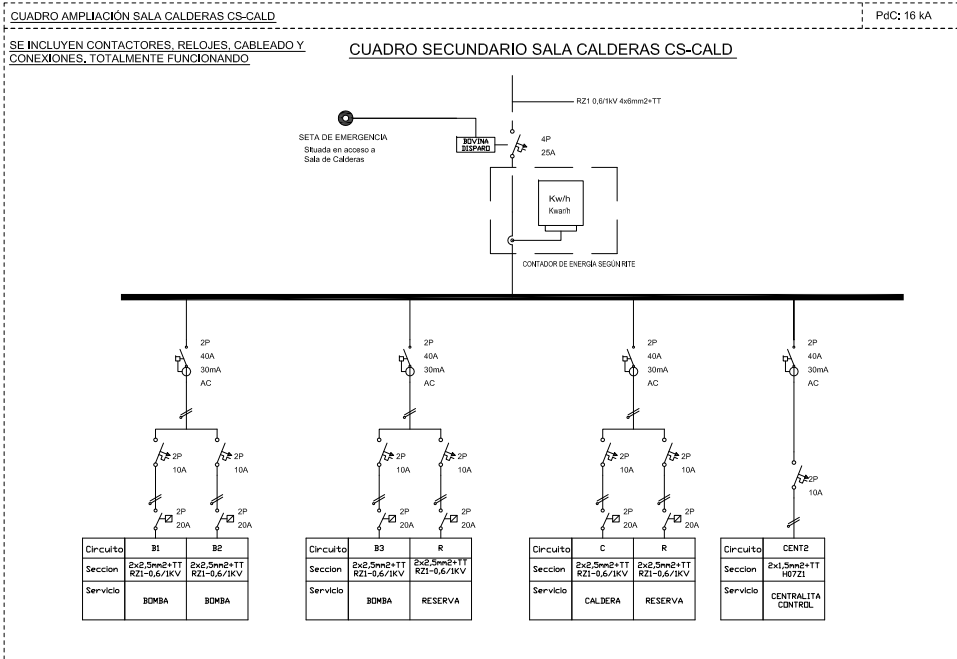 CUADRO AMPLIACIÓN SALA CALDERAS CS-CALD
PdC: 16 kA
SE INCLUYEN CONTACTORES, RELOJES, CABLEADO Y
CONEXIONES, TOTALMENTE FUNCIONANDO
CUADRO SECUNDARIO SALA CALDERAS CS-CALD
RZ1 0,6/1kV 4x6mm2+TT
SETA DE EMERGENCIA
Situada en acceso a
Sala de Calderas
BOVINA
DISPARO
4P
25A
Kw/h
Kwarh
CONTADOR DE ENERGÍA SEGÚN RITE
2P
40A
30mA
AC
2P
40A
30mA
AC
2P
40A
30mA
AC
2P
40A
30mA
AC
2P
10A
2P
10A
2P
10A
2P
10A
2P
10A
2P
10A
2P
10A
2P
20A
2P
20A
2P
20A
2P
20A
2P
20A
2P
20A
Circuito B1 B2
Seccion 2x2,5mm2+TT 2x2,5mm2+TT
RZ1-0,6/1KV RZ1-0,6/1KV
Servicio
BOMBA BOMBA
Circuito B3 R
Seccion 2x2,5mm2+TT 2x2,5mm2+TT
RZ1-0,6/1KV RZ1-0,6/1KV
Servicio
BOMBA RESERVA
Circuito C R
Seccion 2x2,5mm2+TT 2x2,5mm2+TT
RZ1-0,6/1KV RZ1-0,6/1KV
Servicio
CALDERA RESERVA
Circuito CENT2
Seccion 2x1,5mm2+TT
H07Z1
Servicio
CENTRALITA
CONTROL